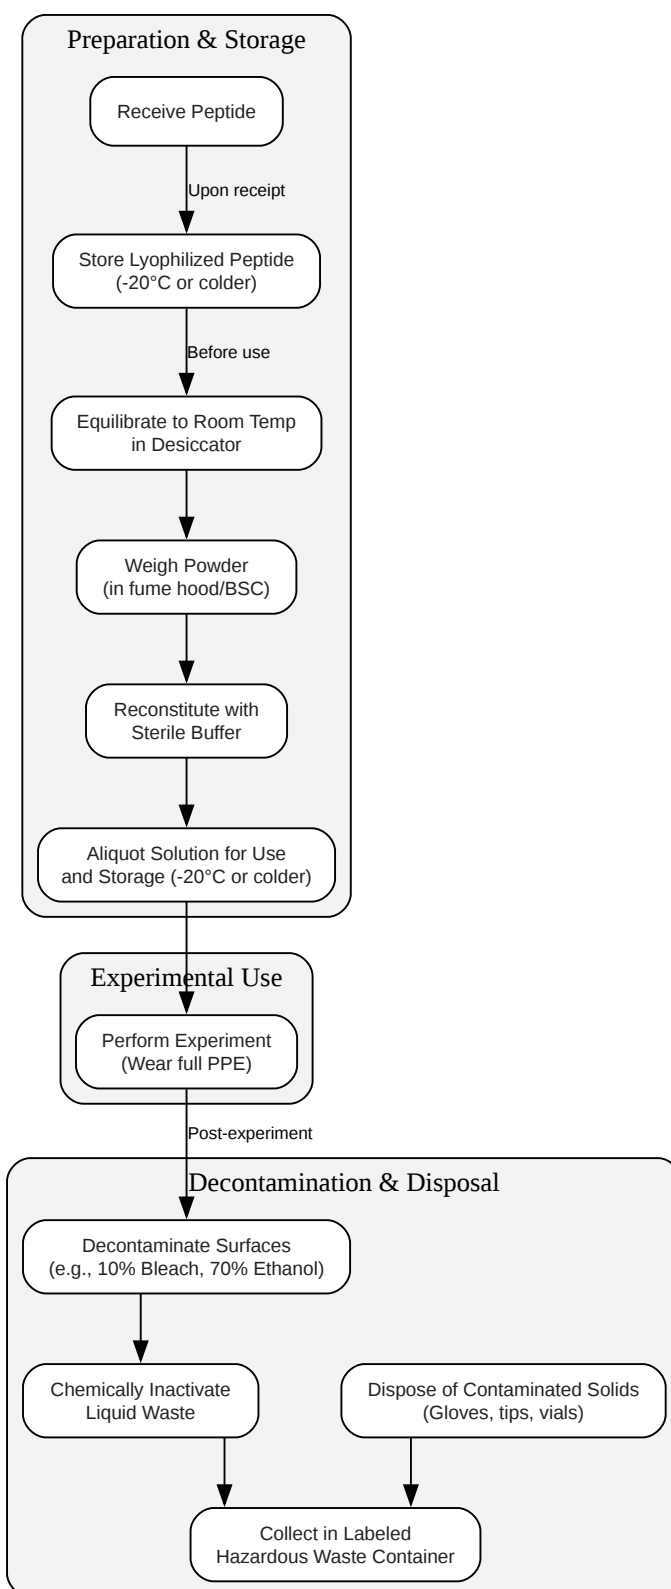 Preparation & Storage
Receive Peptide
Upon receipt
Store Lyophilized Peptide
(-20°C or colder)
Before use
Equilibrate to Room Temp
in Desiccator
Weigh Powder
(in fume hood/BSC)
Reconstitute with
Sterile Buffer
Aliquot Solution for Use
and Storage (-20°C or colder)
Experimental Use
Perform Experiment
(Wear full PPE)
Post-experiment
Decontamination & Disposal
Decontaminate Surfaces
(e.g., 10% Bleach, 70% Ethanol)
Chemically Inactivate
Liquid Waste
Dispose of Contaminated Solids
(Gloves, tips, vials)
Collect in Labeled
Hazardous Waste Container